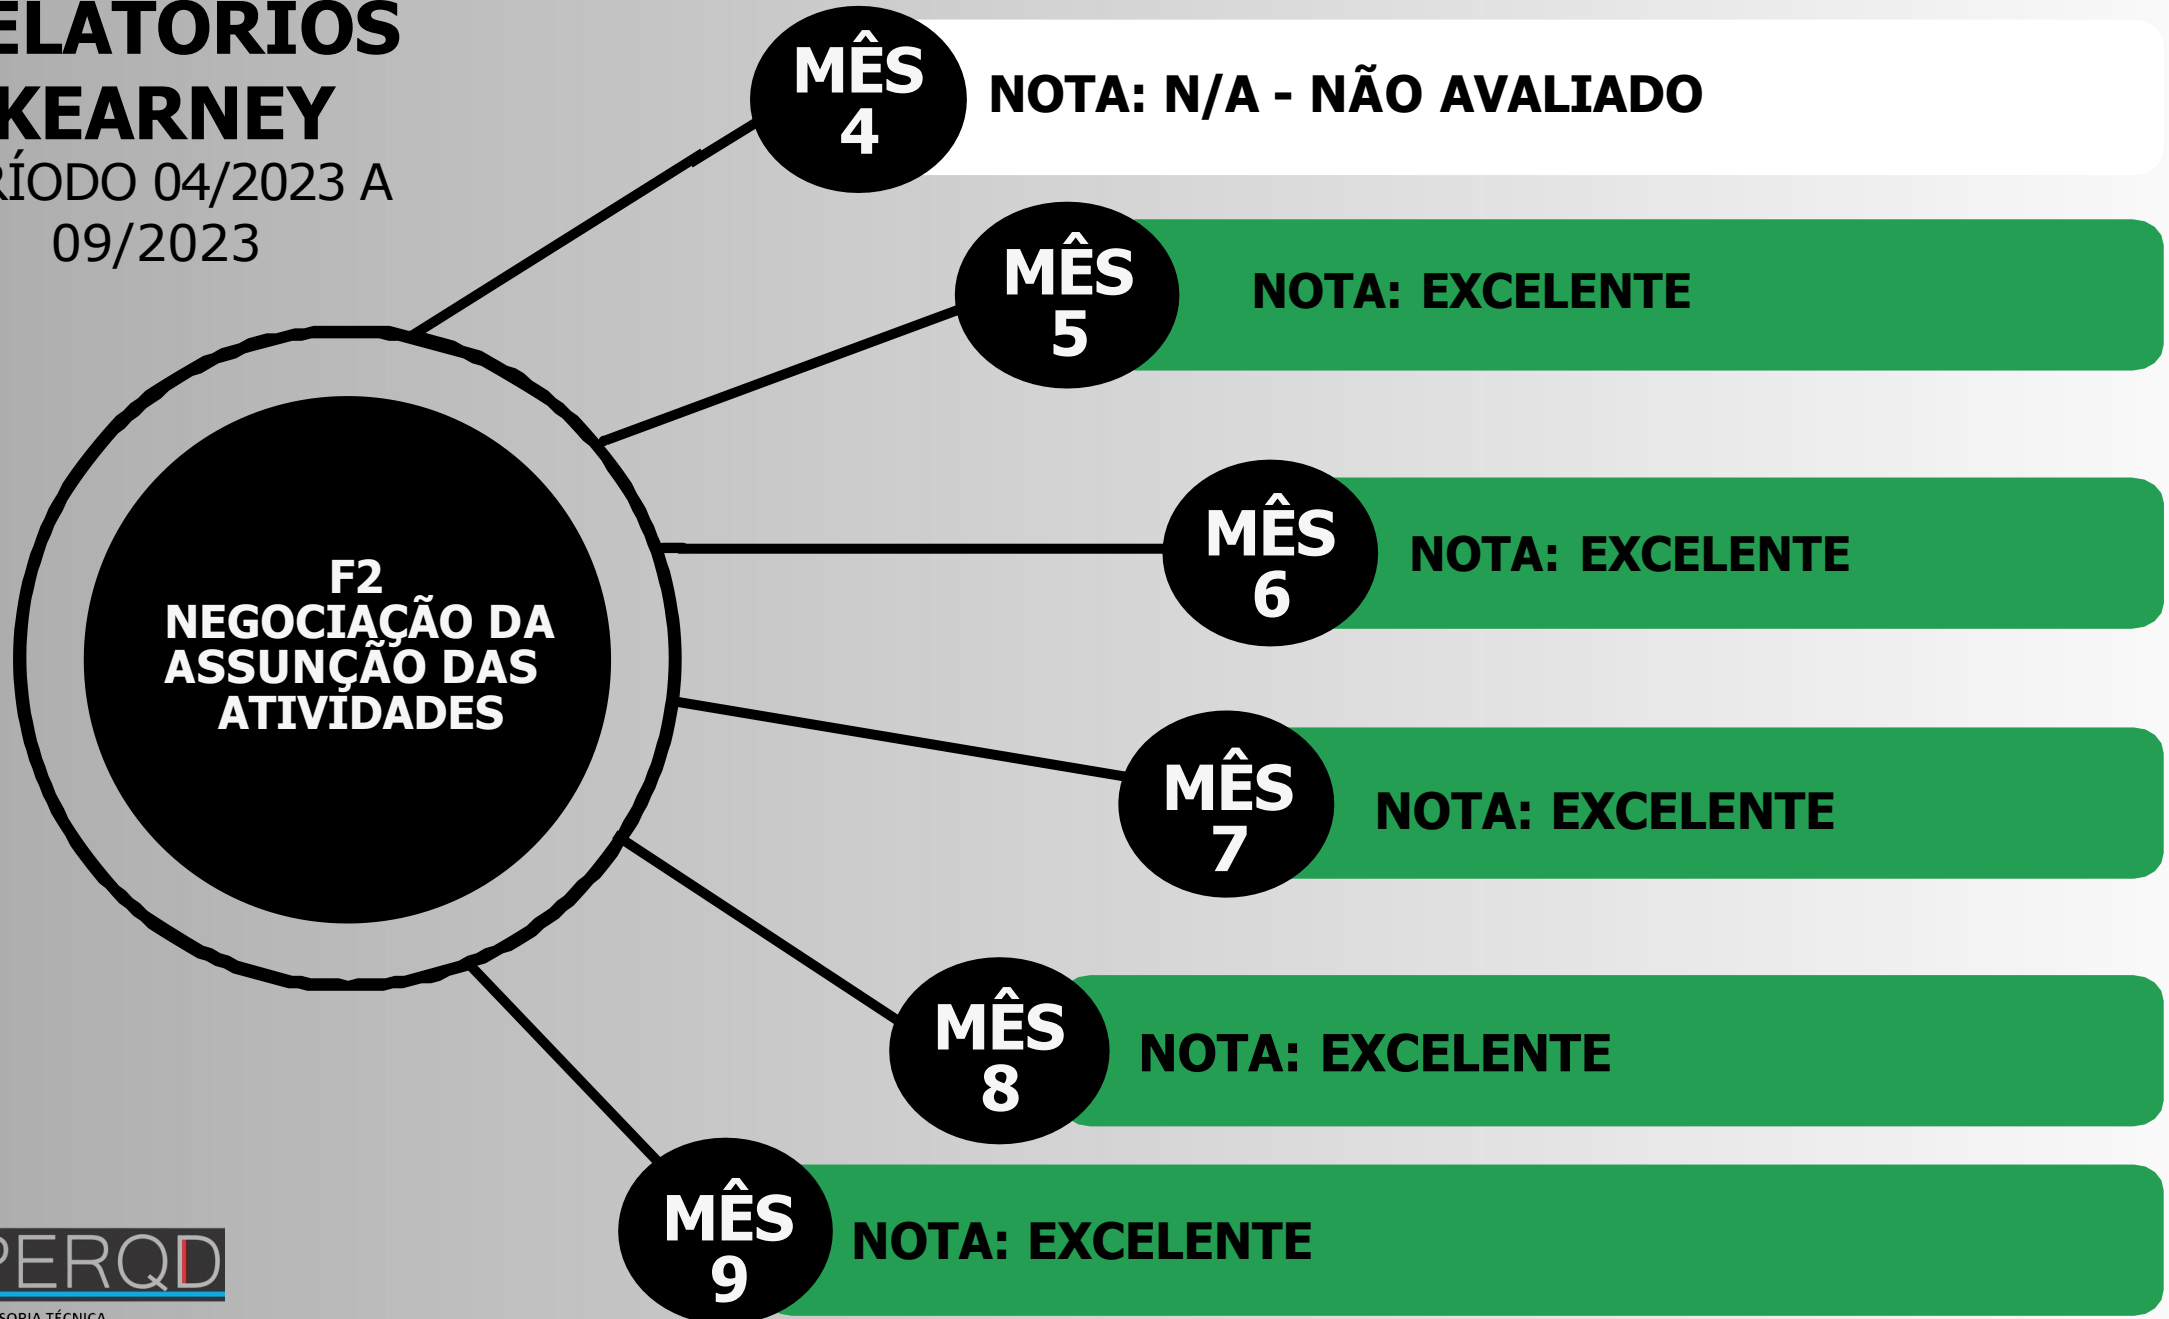 ELATÓRIOS
KEARNEY
RÍODO 04/2023 A
09/2023
MÊS
4
NOTA: N/A - NÃO AVALIADO
MÊS
5
NOTA: EXCELENTE
MÊS
6
NOTA: EXCELENTE
F2
NEGOCIAÇÃO DA
ASSUNÇÃO DAS
ATIVIDADES
MÊS
7
NOTA: EXCELENTE
MÊS
8
NOTA: EXCELENTE
MÊS
9
NOTA: EXCELENTE
PERQD
SORIA TÉCNICA